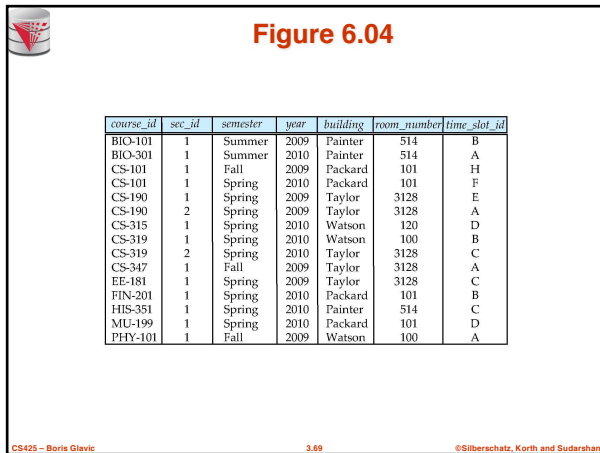 Figure 6.04
course_id sec_id semester year building room_number time_slot_id
BIO-101 1 Summer 2009 Painter 514 B
BIO-301 1 Summer 2010 Painter 514 A
CS-101 1 Fall 2009 Packard 101 H
CS-101 1 Spring 2010 Packard 101 F
CS-190 1 Spring 2009 Taylor 3128 E
CS-190 2 Spring 2009 Taylor 3128 A
CS-315 1 Spring 2010 Watson 120 D
CS-319 1 Spring 2010 Watson 100 B
CS-319 2 Spring 2010 Taylor 3128 C
CS-347 1 Fall 2009 Taylor 3128 A
EE-181 1 Spring 2009 Taylor 3128 C
FIN-201 1 Spring 2010 Packard 101 B
HIS-351 1 Spring 2010 Painter 514 C
MU-199 1 Spring 2010 Packard 101 D
PHY-101 1 Fall 2009 Watson 100 A
CS425 – Boris Glavic 3.69 ©Silberschatz, Korth and Sudarshan